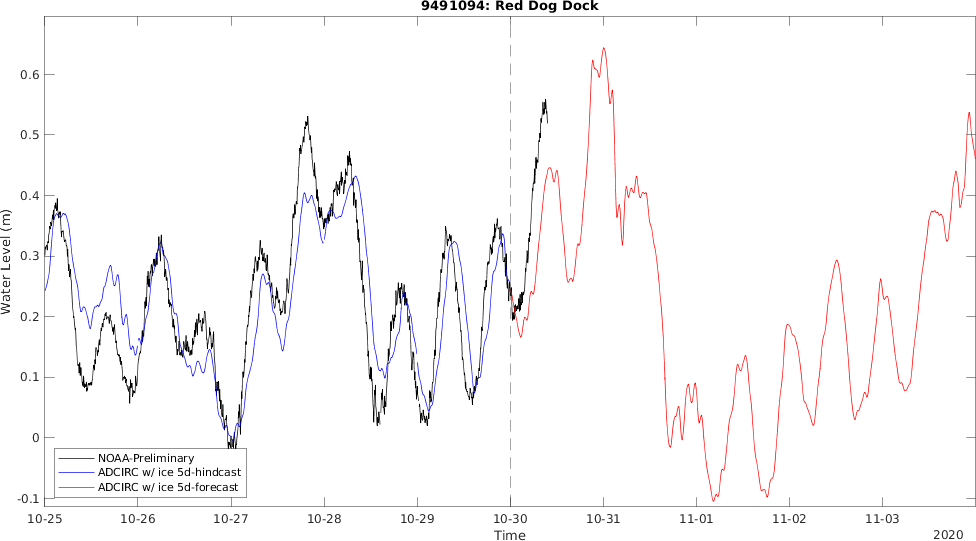 9491094: Red Dog Dock
Water Level (m)
0.6
0.5
0.4
0.3
0.2
0.1
0
-0.1
NOAA-Preliminary
ADCIRC w/ ice 5d-hindcast
ADCIRC w/ ice 5d-forecast
10-25 10-26 10-27 10-28 10-29 10-30 10-31 11-01 11-02 11-03
Time
2020